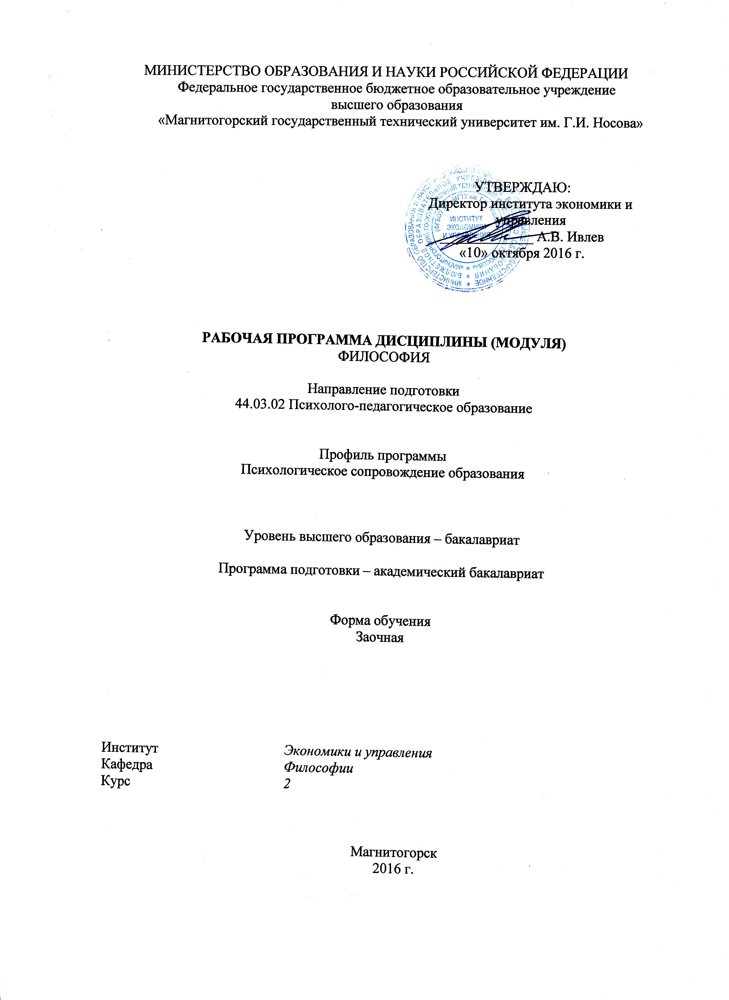 МИНИСТЕРСТВО ОБРАЗОВАНИЯ И НАУКИ РОССИЙСКОЙ ФЕДЕРАЦИИ
Федеральное государственное бюджетное образовательное учреждение
высшего образования
«Магнитогорский государственный технический университет им. Г.И. Носова»
УТВЕРЖДАЮ:
Директор института экономики и
управления
А.В. Ивлев
«10» октября 2016 г.
ИНСТИТУТ
ЭКОНОМИКИ
И УПРАВЛЕНИЯ
РАБОЧАЯ ПРОГРАММА ДИСЦИПЛИНЫ (МОДУЛЯ)
ФИЛОСОФИЯ
Направление подготовки
44.03.02 Психолого-педагогическое образование
Профиль программы
Психологическое сопровождение образования
Уровень высшего образования – бакалавриат
Программа подготовки – академический бакалавриат
Форма обучения
Заочная
Институт Экономики и управления
Кафедра Философии
Курс 2
Магнитогорск
2016 г.